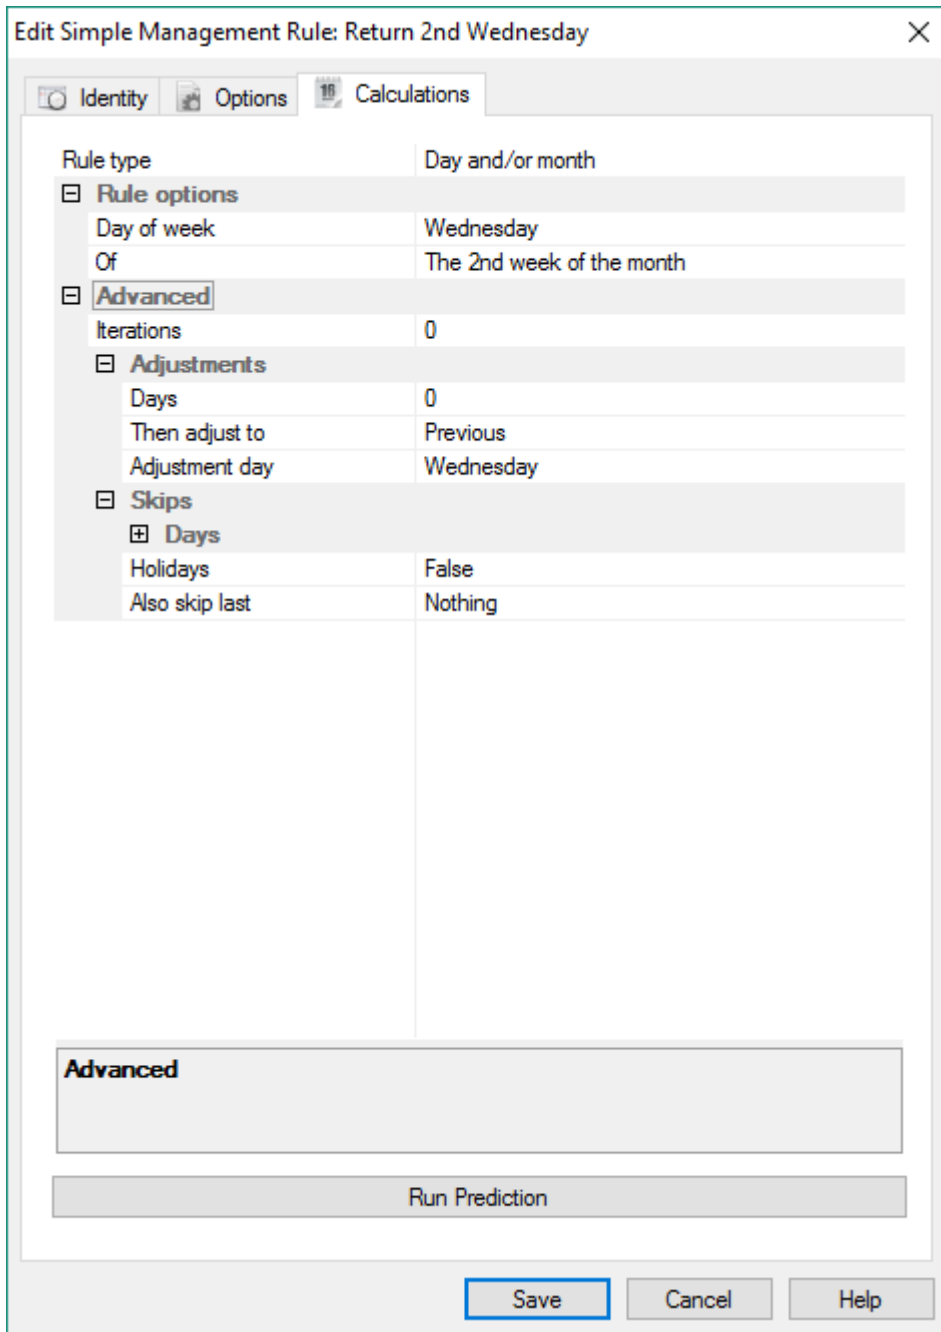 Edit Simple Management Rule: Return 2nd Wednesday
Identity Options 16 Calculations
Rule type Day and/or month
Rule options
Day of week Wednesday
Of The 2nd week of the month
Advanced
Iterations 0
Adjustments
Days 0
Then adjust to Previous
Adjustment day Wednesday
Skips
Days
Holidays False
Also skip last Nothing
Advanced
Run Prediction
Save Cancel Help